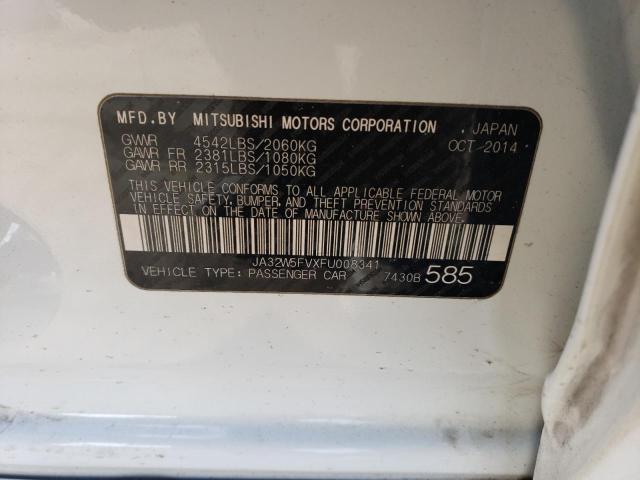 MFD.BY MITSUBISHI MOTORS CORPORATION JAPAN
GVWR 4542LBS/2060KG OCT-2014
GAWR FR 2381LBS/1080KG
GAWR RR 2315LBS/1050KG
THIS VEHICLE CONFORMS TO ALL APPLICABLE FEDERAL MOTOR
VEHICLE SAFETY, BUMPER, AND THEFT PREVENTION STANDARDS
IN EFFECT ON THE DATE OF MANUFACTURE SHOWN ABOVE.
JA32W5FVXFU008341
VEHICLE TYPE: PASSENGER CAR 7430B 585